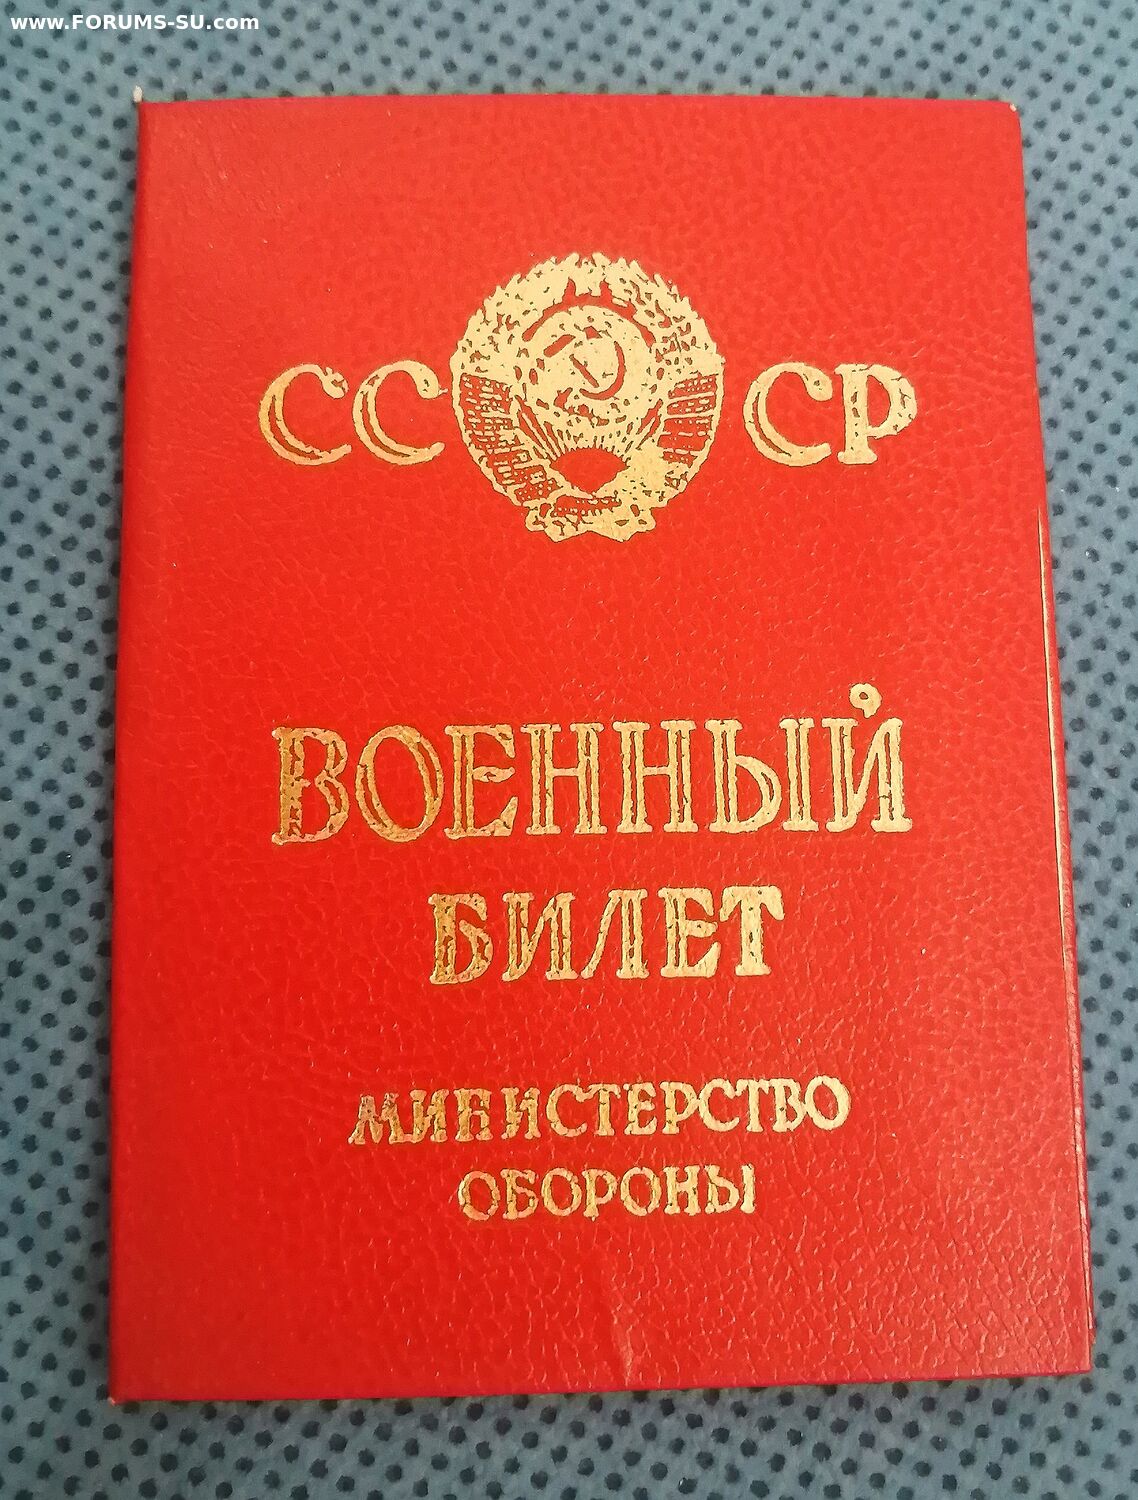 www.FORUMS-SU.com
СССР
ВОЕННЫЙ
БИЛЕТ
МИНИСТЕРСТВО
ОБОРОНЫ